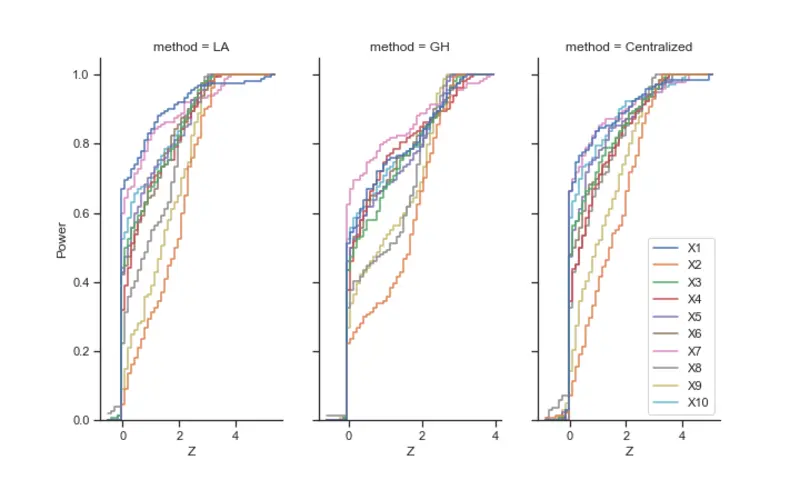 method = LA
method = GH
method = Centralized
Power
1.0
0.8
0.6
0.4
0.2
0.0
0 2 4
0 2 4
0 2 4
Z
Z
Z
X1
X2
X3
X4
X5
X6
X7
X8
X9
X10